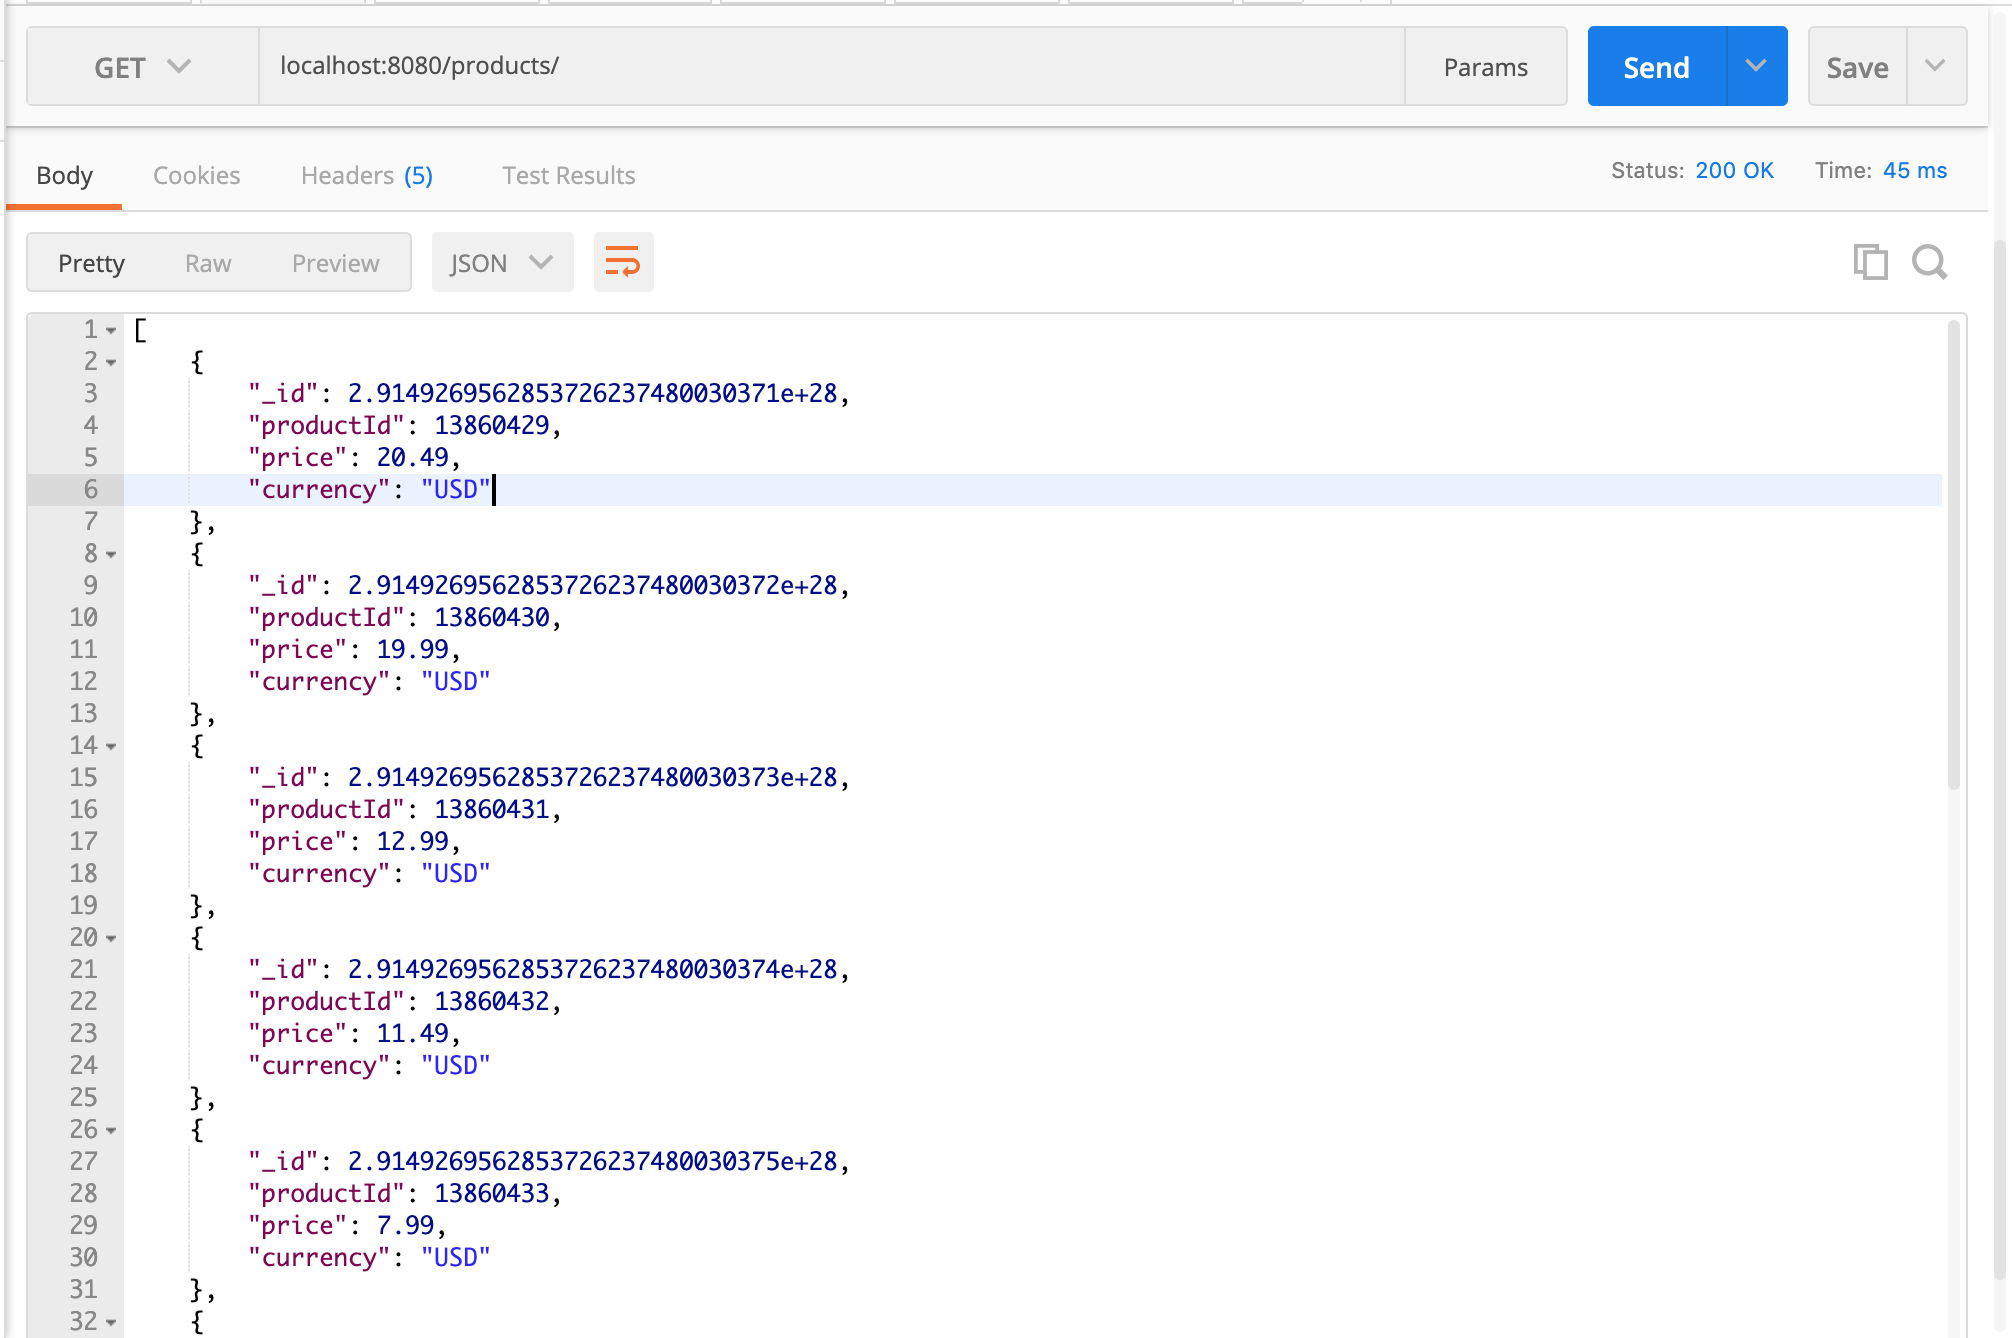 GET localhost:8080/products/ Params Send Save
Body Cookies Headers (5) Test Results Status: 200 OK Time: 45 ms
Pretty Raw Preview JSON
1 [
2 {
3 "_id": 2.9149269562853726237480030371e+28,
4 "productId": 13860429,
5 "price": 20.49,
6 "currency": "USD"
7 },
8 {
9 "_id": 2.9149269562853726237480030372e+28,
10 "productId": 13860430,
11 "price": 19.99,
12 "currency": "USD"
13 },
14 {
15 "_id": 2.9149269562853726237480030373e+28,
16 "productId": 13860431,
17 "price": 12.99,
18 "currency": "USD"
19 },
20 {
21 "_id": 2.9149269562853726237480030374e+28,
22 "productId": 13860432,
23 "price": 11.49,
24 "currency": "USD"
25 },
26 {
27 "_id": 2.9149269562853726237480030375e+28,
28 "productId": 13860433,
29 "price": 7.99,
30 "currency": "USD"
31 },
32 {